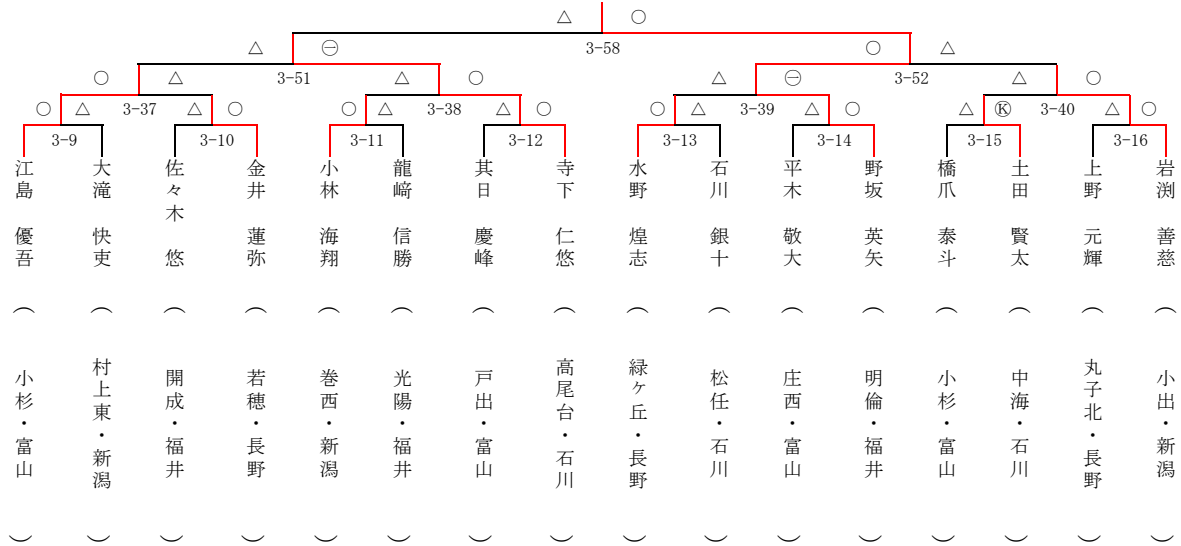 △ ○
3-58
△ ㊀ ○ △
3-51 3-52
○ △ △ ○ △ ㊀ △ ○
3-37 3-38 3-39 3-40
○ △ △ ○ ○ △ △ ○ ○ △ △ ○ △ Ⓚ △ ○
3-9 3-10 3-11 3-12 3-13 3-14 3-15 3-16
江島 優吾 (小杉・富山)
大滝 快吏 (村上東・新潟)
佐々木 悠 (開成・福井)
金井 蓮弥 (若穂・長野)
小林 海翔 (巻西・新潟)
龍﨑 信勝 (光陽・福井)
其日 慶峰 (戸出・富山)
寺下 仁悠 (高尾台・石川)
水野 煌志 (緑ヶ丘・長野)
石川 銀十 (松任・石川)
平木 敬大 (庄西・富山)
野坂 英矢 (明倫・福井)
橋爪 泰斗 (小杉・富山)
土田 賢太 (中海・石川)
上野 元輝 (丸子北・長野)
岩渕 善慈 (小出・新潟)